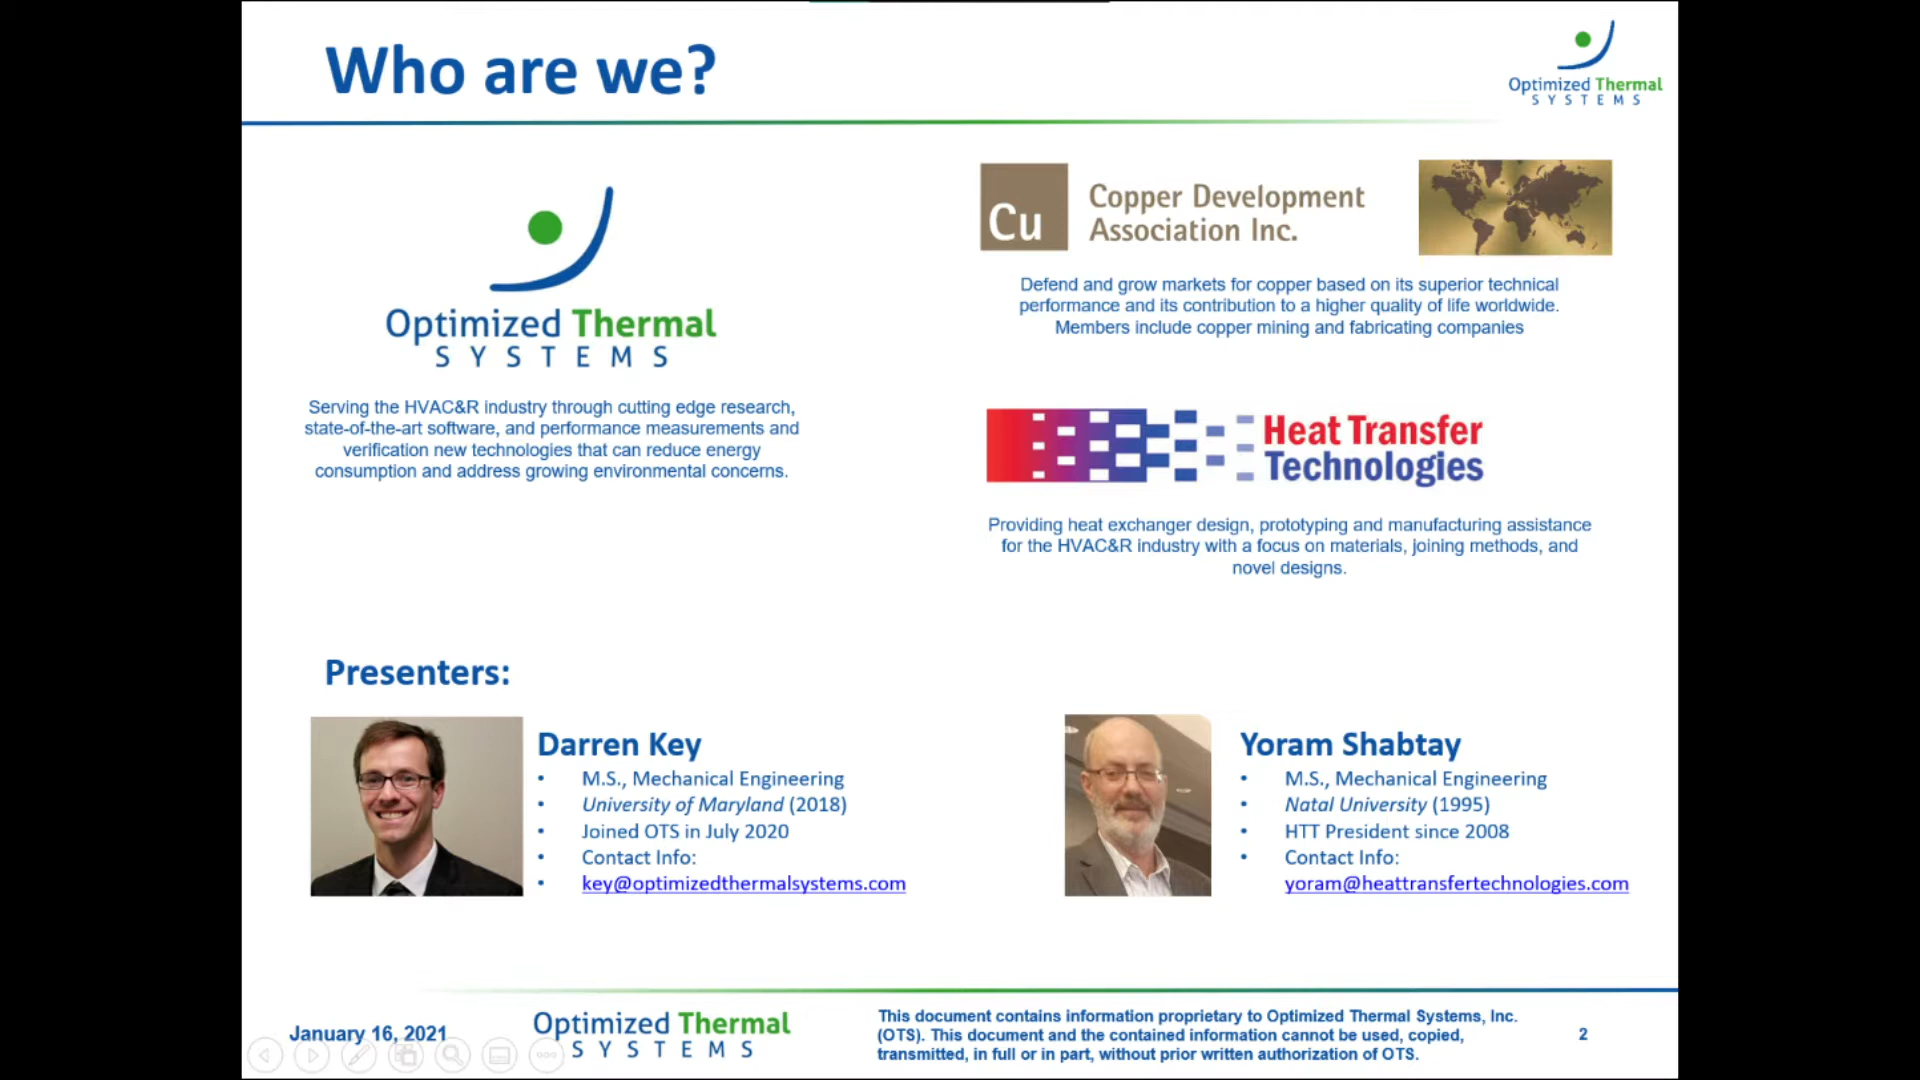 Who are we?
Optimized Thermal
SYSTEMS
Optimized Thermal
SYSTEMS
Serving the HVAC&R industry through cutting edge research,
state-of-the-art software, and performance measurements and
verification new technologies that can reduce energy
consumption and address growing environmental concerns.
Cu
Copper Development
Association Inc.
Defend and grow markets for copper based on its superior technical
performance and its contribution to a higher quality of life worldwide.
Members include copper mining and fabricating companies
Heat Transfer
Technologies
Providing heat exchanger design, prototyping and manufacturing assistance
for the HVAC&R industry with a focus on materials, joining methods, and
novel designs.
Presenters:
Darren Key
• M.S., Mechanical Engineering
• University of Maryland (2018)
• Joined OTS in July 2020
• Contact Info:
• key@optimizedthermalsystems.com
Yoram Shabtay
• M.S., Mechanical Engineering
• Natal University (1995)
• HTT President since 2008
• Contact Info:
yoram@heattransfertechnologies.com
January 16, 2021
Optimized Thermal
SYSTEMS
This document contains information proprietary to Optimized Thermal Systems, Inc.
(OTS). This document and the contained information cannot be used, copied,
transmitted, in full or in part, without prior written authorization of OTS.
2